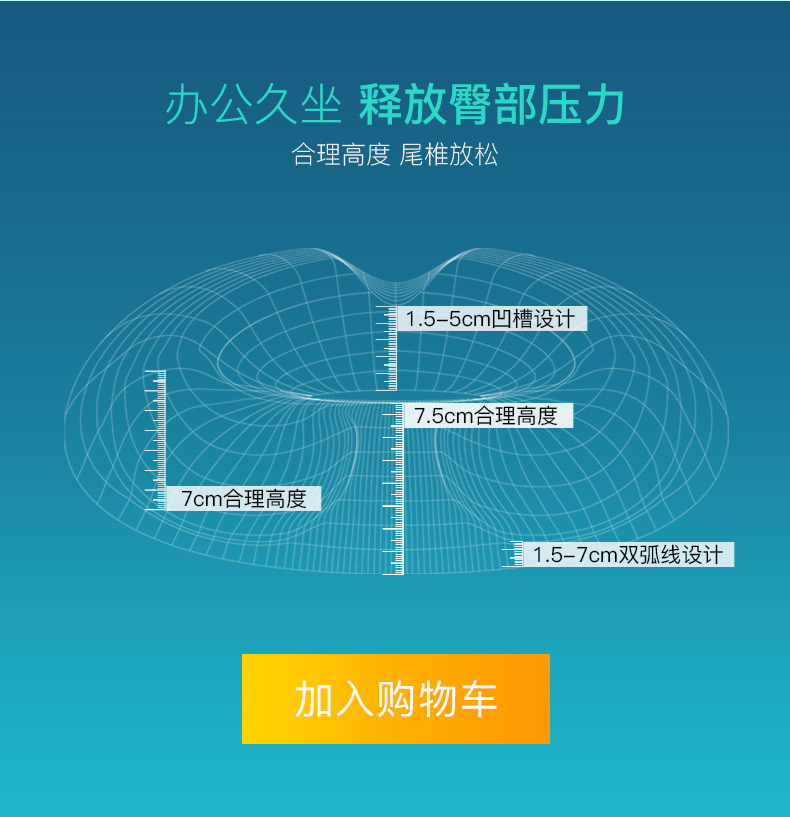 办公久坐 释放臀部压力
合理高度 尾椎放松
1.5-5cm凹槽设计
7.5cm合理高度
7cm合理高度
1.5-7cm双弧线设计
加入购物车